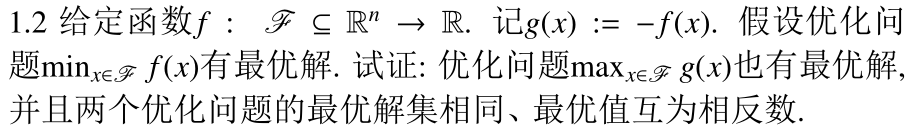 1.2 给定函数f : ℱ ⊆ ℝⁿ → ℝ. 记g(x) := −f(x). 假设优化问
题minₓ∈ℱ f(x)有最优解. 试证: 优化问题maxₓ∈ℱ g(x)也有最优解,
并且两个优化问题的最优解集相同、最优值互为相反数.